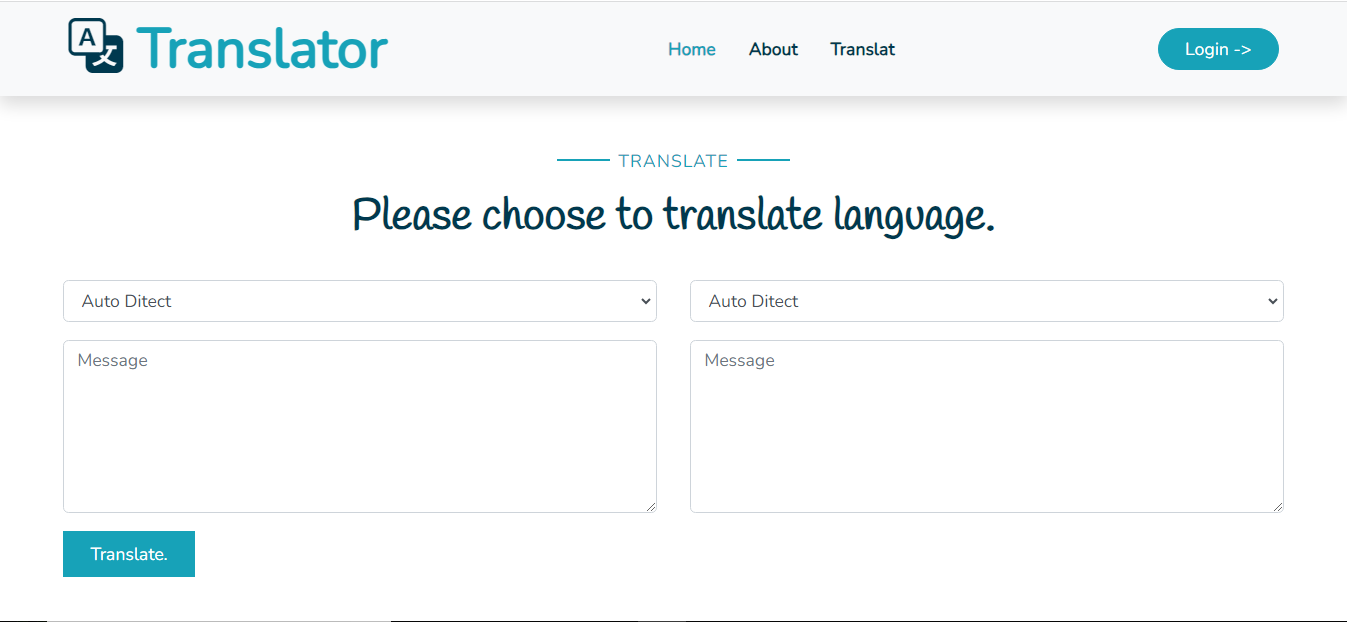 A 文 Translator
Home About Translat
Login ->
TRANSLATE
Please choose to translate language.
Auto Ditect
Auto Ditect
Message
Message
Translate.